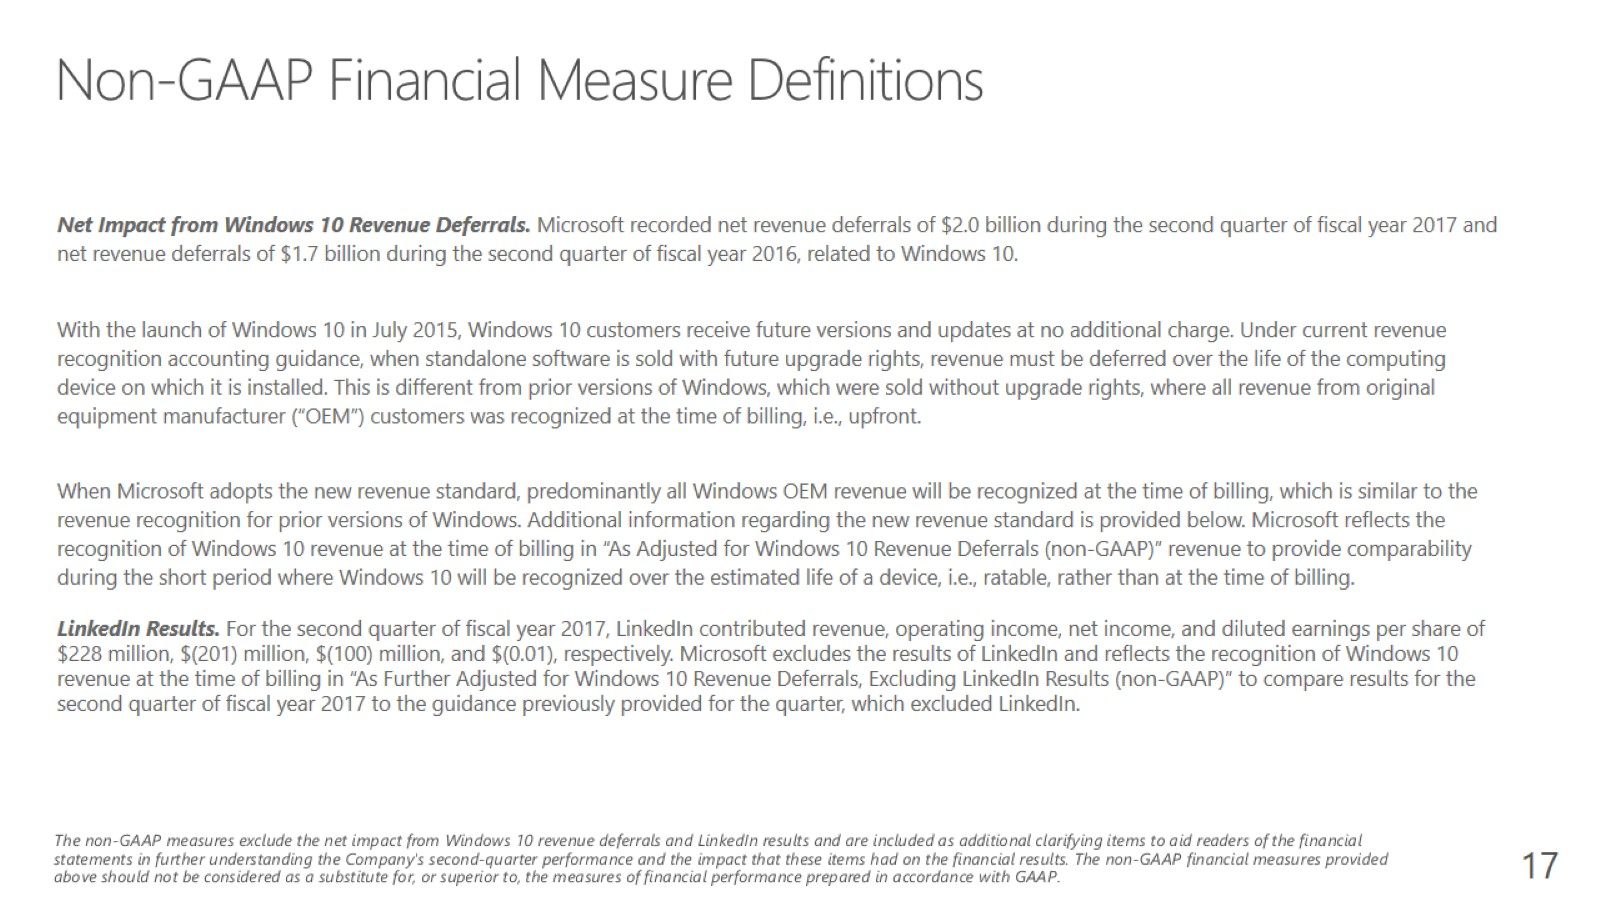 Non-GAAP Financial Measure Definitions
Net Impact from Windows 10 Revenue Deferrals. Microsoft recorded net revenue deferrals of $2.0 billion during the second quarter of fiscal year 2017 and
net revenue deferrals of $1.7 billion during the second quarter of fiscal year 2016, related to Windows 10.
With the launch of Windows 10 in July 2015, Windows 10 customers receive future versions and updates at no additional charge. Under current revenue
recognition accounting guidance, when standalone software is sold with future upgrade rights, revenue must be deferred over the life of the computing
device on which it is installed. This is different from prior versions of Windows, which were sold without upgrade rights, where all revenue from original
equipment manufacturer (“OEM”) customers was recognized at the time of billing, i.e., upfront.
When Microsoft adopts the new revenue standard, predominantly all Windows OEM revenue will be recognized at the time of billing, which is similar to the
revenue recognition for prior versions of Windows. Additional information regarding the new revenue standard is provided below. Microsoft reflects the
recognition of Windows 10 revenue at the time of billing in “As Adjusted for Windows 10 Revenue Deferrals (non-GAAP)” revenue to provide comparability
during the short period where Windows 10 will be recognized over the estimated life of a device, i.e., ratable, rather than at the time of billing.
LinkedIn Results. For the second quarter of fiscal year 2017, LinkedIn contributed revenue, operating income, net income, and diluted earnings per share of
$228 million, $(201) million, $(100) million, and $(0.01), respectively. Microsoft excludes the results of LinkedIn and reflects the recognition of Windows 10
revenue at the time of billing in “As Further Adjusted for Windows 10 Revenue Deferrals, Excluding LinkedIn Results (non-GAAP)” to compare results for the
second quarter of fiscal year 2017 to the guidance previously provided for the quarter, which excluded LinkedIn.
The non-GAAP measures exclude the net impact from Windows 10 revenue deferrals and LinkedIn results and are included as additional clarifying items to aid readers of the financial
statements in further understanding the Company's second-quarter performance and the impact that these items had on the financial results. The non-GAAP financial measures provided
above should not be considered as a substitute for, or superior to, the measures of financial performance prepared in accordance with GAAP.
17